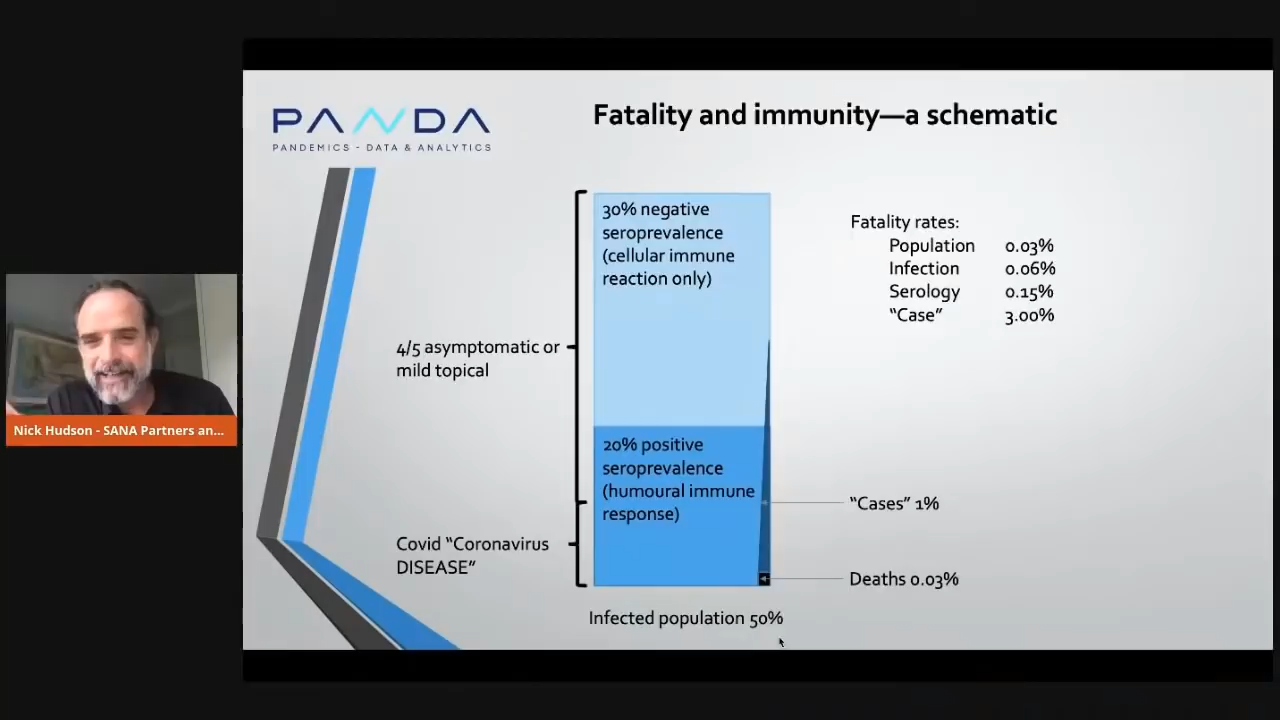 PANDA
PANDEMICS - DATA & ANALYTICS
Fatality and immunity—a schematic
30% negative
seroprevalence
(cellular immune
reaction only)
Fatality rates:
Population 0.03%
Infection 0.06%
Serology 0.15%
“Case” 3.00%
4/5 asymptomatic or
mild topical
Nick Hudson - SANA Partners an...
20% positive
seroprevalence
(humoural immune
response)
“Cases” 1%
Covid “Coronavirus
DISEASE”
Deaths 0.03%
Infected population 50%